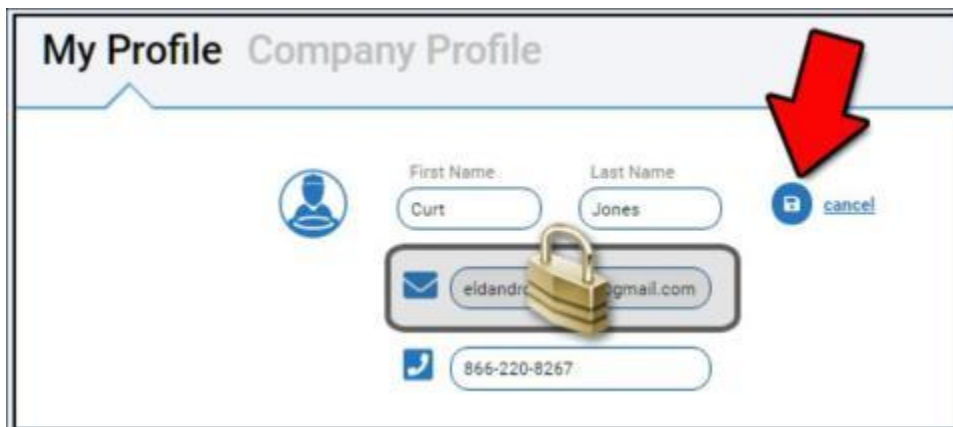 My Profile Company Profile
First Name Last Name
Curt Jones cancel
@gmail.com
866-220-8267